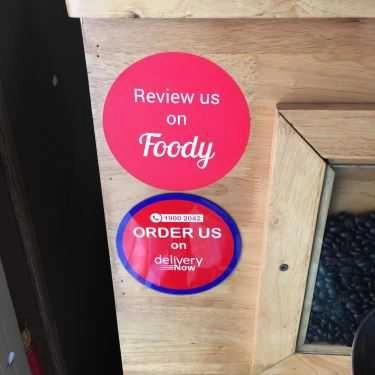 Review us
on
Foody
1900 2042
ORDER US
on
delivery
Now